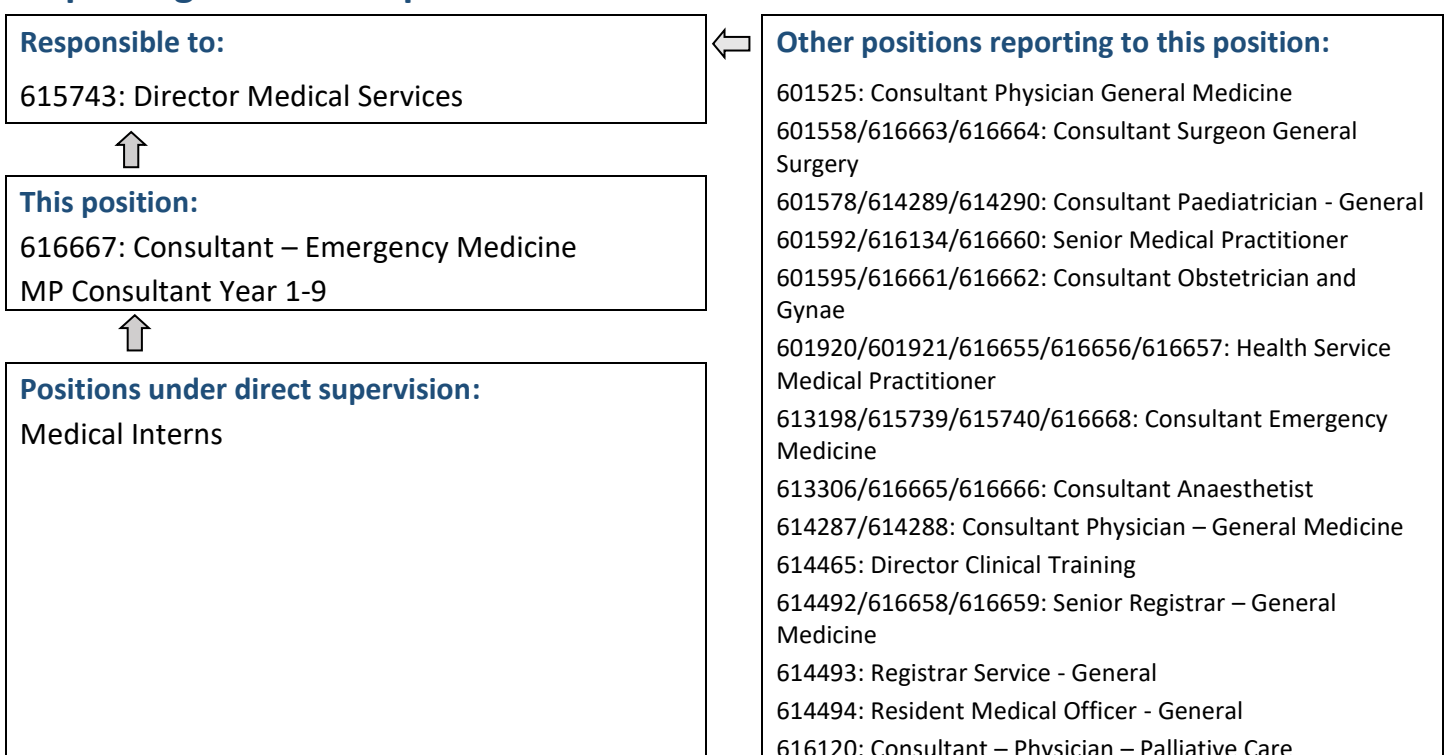 Responsible to:
615743: Director Medical Services
This position:
616667: Consultant – Emergency Medicine
MP Consultant Year 1-9
Positions under direct supervision:
Medical Interns
Other positions reporting to this position:
601525: Consultant Physician General Medicine
601558/616663/616664: Consultant Surgeon General
Surgery
601578/614289/614290: Consultant Paediatrician - General
601592/616134/616660: Senior Medical Practitioner
601595/616661/616662: Consultant Obstetrician and
Gynae
601920/601921/616655/616656/616657: Health Service
Medical Practitioner
613198/615739/615740/616668: Consultant Emergency
Medicine
613306/616665/616666: Consultant Anaesthetist
614287/614288: Consultant Physician – General Medicine
614465: Director Clinical Training
614492/616658/616659: Senior Registrar – General
Medicine
614493: Registrar Service - General
614494: Resident Medical Officer - General
616120: Consultant – Physician – Palliative Care